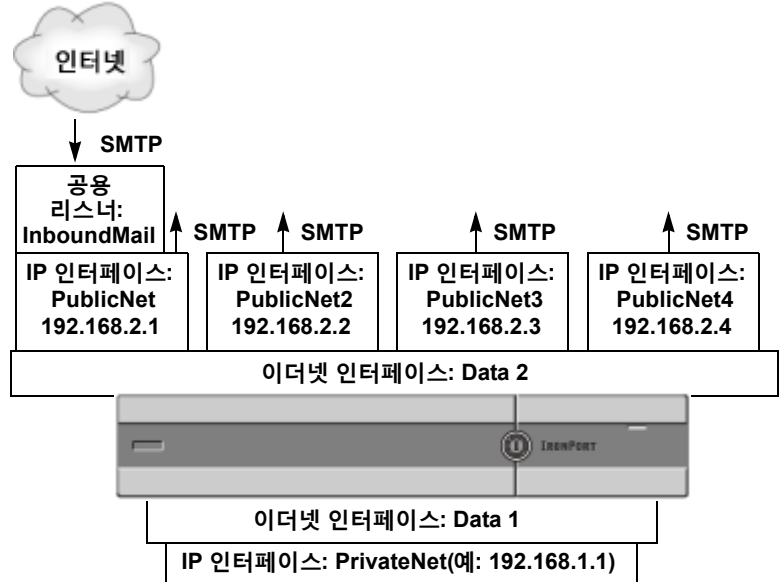 인터넷
SMTP
공용
리스너:
InboundMail
SMTP
SMTP
SMTP
SMTP
IP 인터페이스:
PublicNet
192.168.2.1
IP 인터페이스:
PublicNet2
192.168.2.2
IP 인터페이스:
PublicNet3
192.168.2.3
IP 인터페이스:
PublicNet4
192.168.2.4
이더넷 인터페이스: Data 2
IRONPORT
이더넷 인터페이스: Data 1
IP 인터페이스: PrivateNet(예: 192.168.1.1)